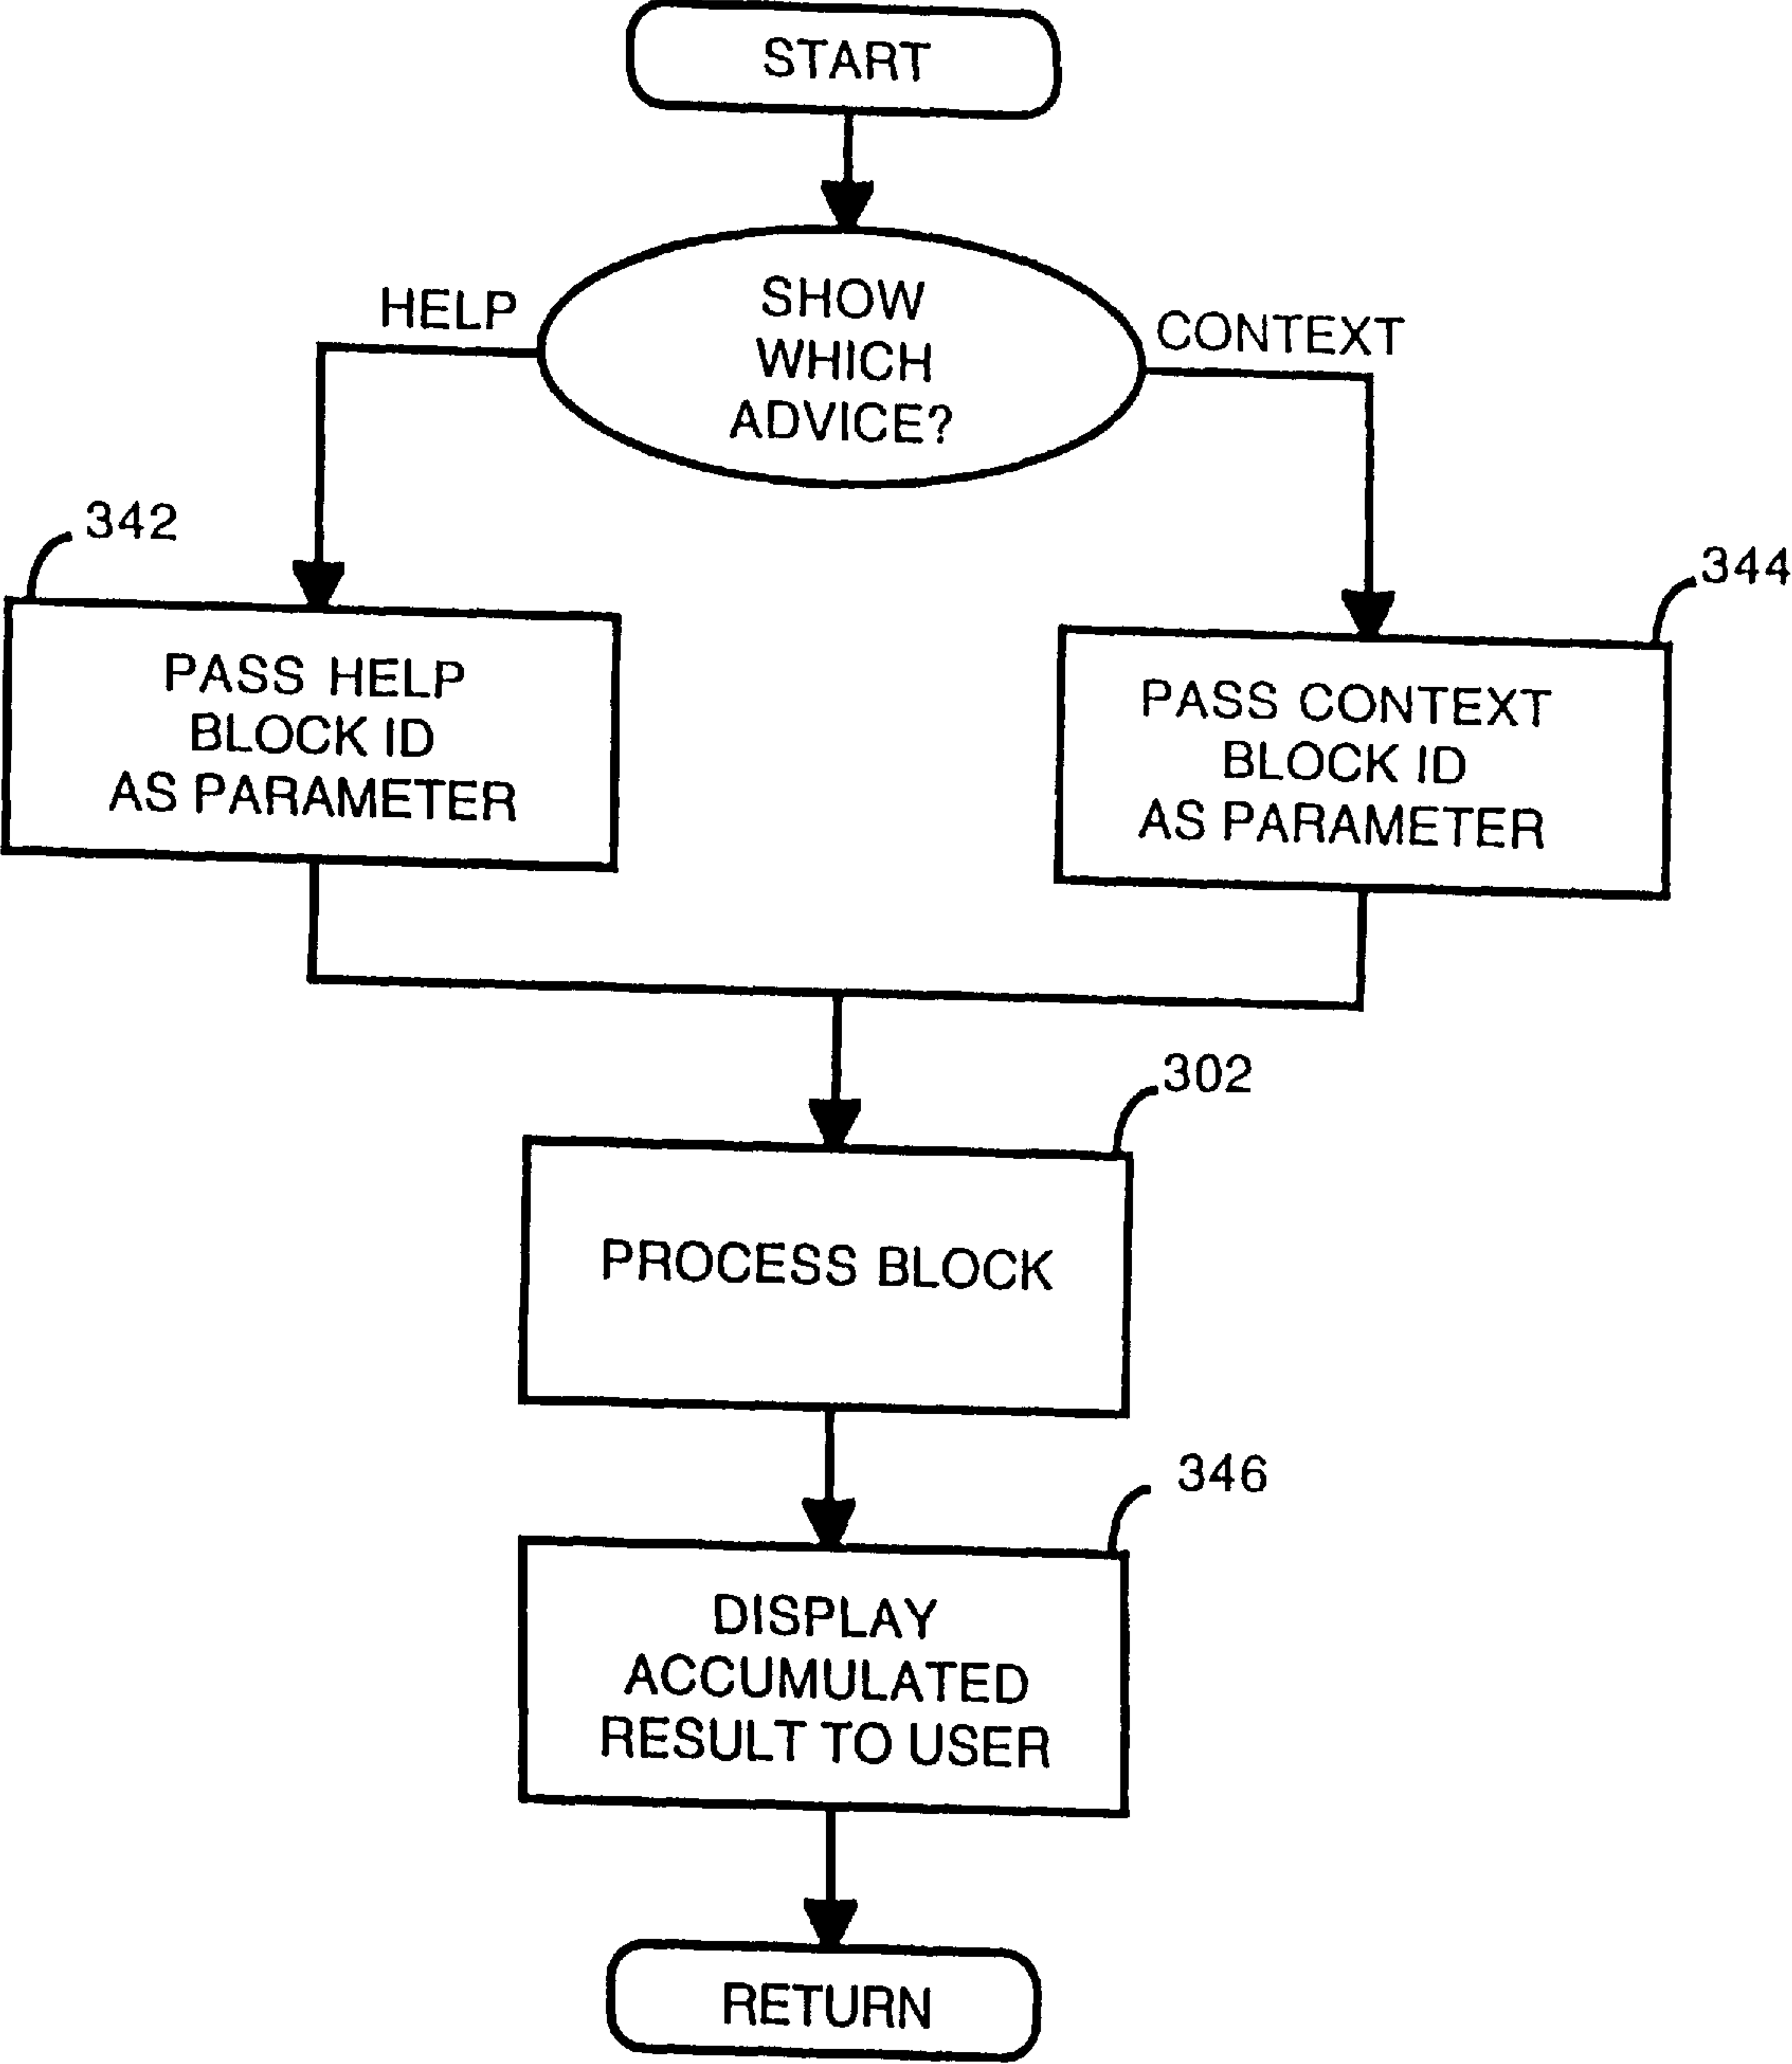 START
SHOW
WHICH
ADVICE?
HELP
CONTEXT
342
PASS HELP
BLOCK ID
AS PARAMETER
344
PASS CONTEXT
BLOCK ID
AS PARAMETER
302
PROCESS BLOCK
346
DISPLAY
ACCUMULATED
RESULT TO USER
RETURN